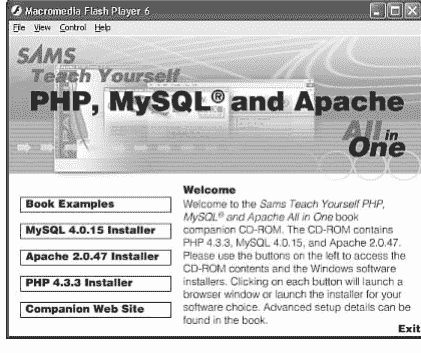 Macromedia Flash Player 6
File View Control Help
SAMS
Teach Yourself
PHP, MySQL® and Apache
All in
One
Welcome
Welcome to the Sams Teach Yourself PHP,
MySQL® and Apache All in One book
companion CD-ROM. The CD-ROM contains
PHP 4.3.3, MySQL 4.0.15, and Apache 2.0.47.
Please use the buttons on the left to access the
CD-ROM contents and the Windows software
installers. Clicking on each button will launch a
browser window or launch the installer for your
software choice. Advanced setup details can be
found in the book.
Book Examples
MySQL 4.0.15 Installer
Apache 2.0.47 Installer
PHP 4.3.3 Installer
Companion Web Site
Exit